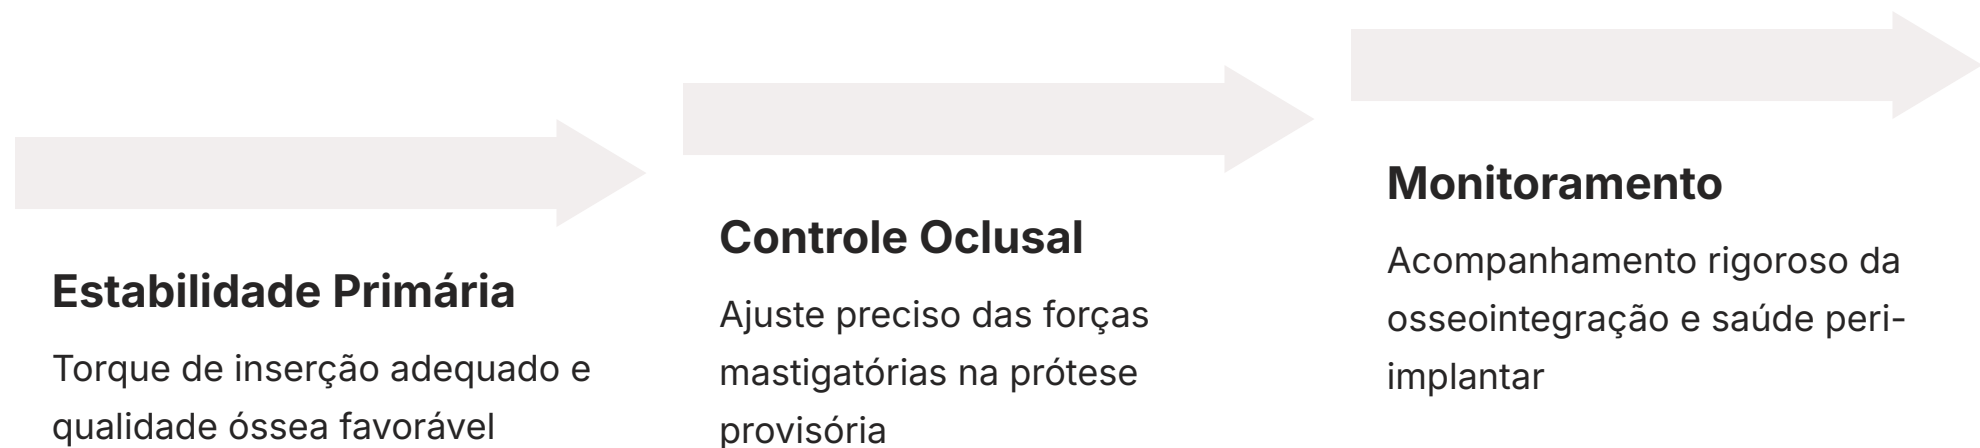 Estabilidade Primária
Torque de inserção adequado e
qualidade óssea favorável
Controle Oclusal
Ajuste preciso das forças
mastigatórias na prótese
provisória
Monitoramento
Acompanhamento rigoroso da
osseointegração e saúde peri-
implantar